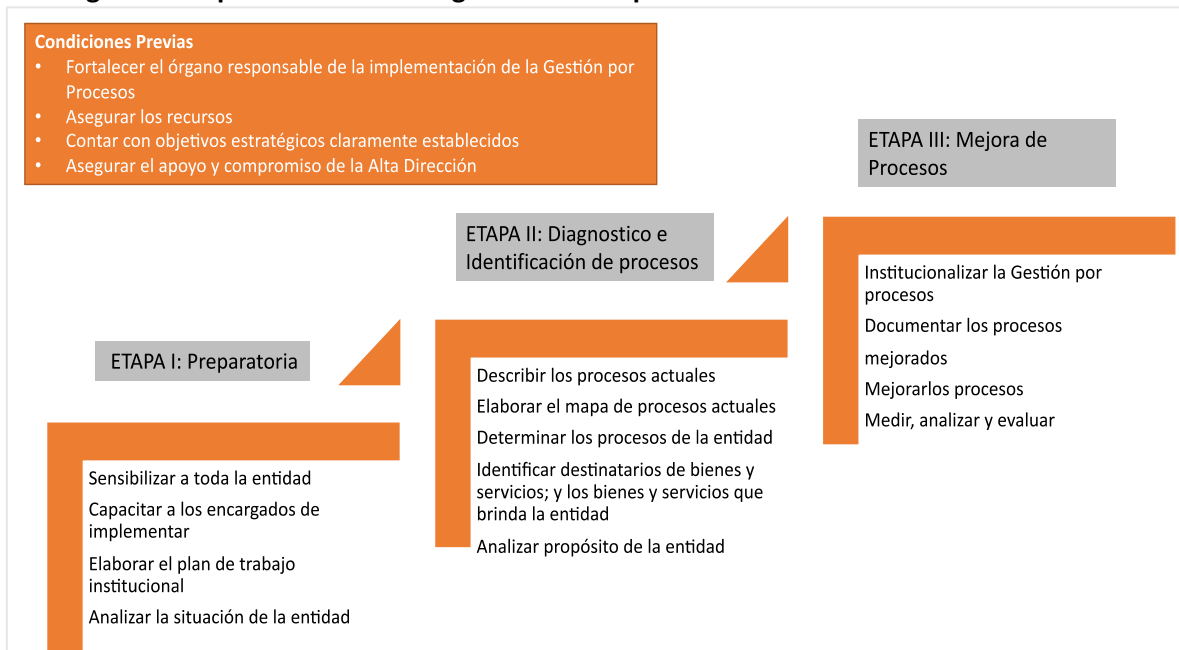 Condiciones Previas
• Fortalecer el órgano responsable de la implementación de la Gestión por
Procesos
• Asegurar los recursos
• Contar con objetivos estratégicos claramente establecidos
• Asegurar el apoyo y compromiso de la Alta Dirección
ETAPA I: Preparatoria
Sensibilizar a toda la entidad
Capacitar a los encargados de
implementar
Elaborar el plan de trabajo
institucional
Analizar la situación de la entidad
ETAPA II: Diagnostico e
Identificación de procesos
Describir los procesos actuales
Elaborar el mapa de procesos actuales
Determinar los procesos de la entidad
Identificar destinatarios de bienes y
servicios; y los bienes y servicios que
brinda la entidad
Analizar propósito de la entidad
ETAPA III: Mejora de
Procesos
Institucionalizar la Gestión por
procesos
Documentar los procesos
mejorados
Mejorarlos procesos
Medir, analizar y evaluar